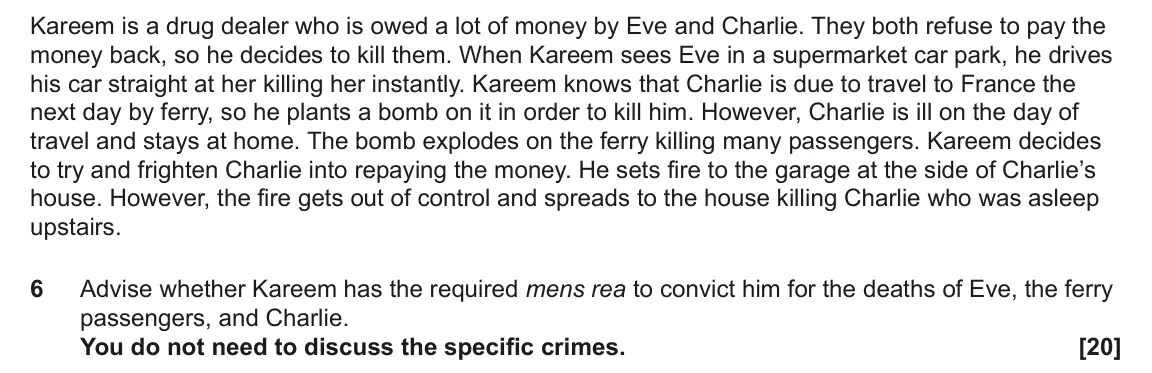 Kareem is a drug dealer who is owed a lot of money by Eve and Charlie. They both refuse to pay the
money back, so he decides to kill them. When Kareem sees Eve in a supermarket car park, he drives
his car straight at her killing her instantly. Kareem knows that Charlie is due to travel to France the
next day by ferry, so he plants a bomb on it in order to kill him. However, Charlie is ill on the day of
travel and stays at home. The bomb explodes on the ferry killing many passengers. Kareem decides
to try and frighten Charlie into repaying the money. He sets fire to the garage at the side of Charlie’s
house. However, the fire gets out of control and spreads to the house killing Charlie who was asleep
upstairs.
6 Advise whether Kareem has the required mens rea to convict him for the deaths of Eve, the ferry
passengers, and Charlie.
You do not need to discuss the specific crimes. [20]